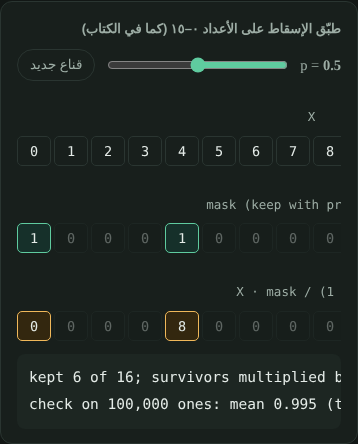 طبّق الإسقاط على الأعداد ٠–١٥ (كما في الكتاب)
p = 0.5
قناع جديد
X
0 1 2 3 4 5 6 7 8
mask (keep with pr
1 0 0 0 1 0 0 0 0
X · mask / (1
0 0 0 0 8 0 0 0 0
kept 6 of 16; survivors multiplied b
check on 100,000 ones: mean 0.995 (t